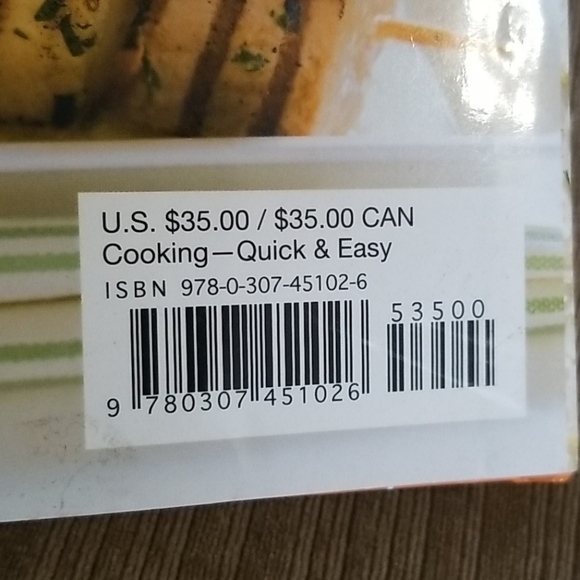 U.S. $35.00 / $35.00 CAN
Cooking—Quick & Easy
ISBN 978-0-307-45102-6
53500
9 780307 451026